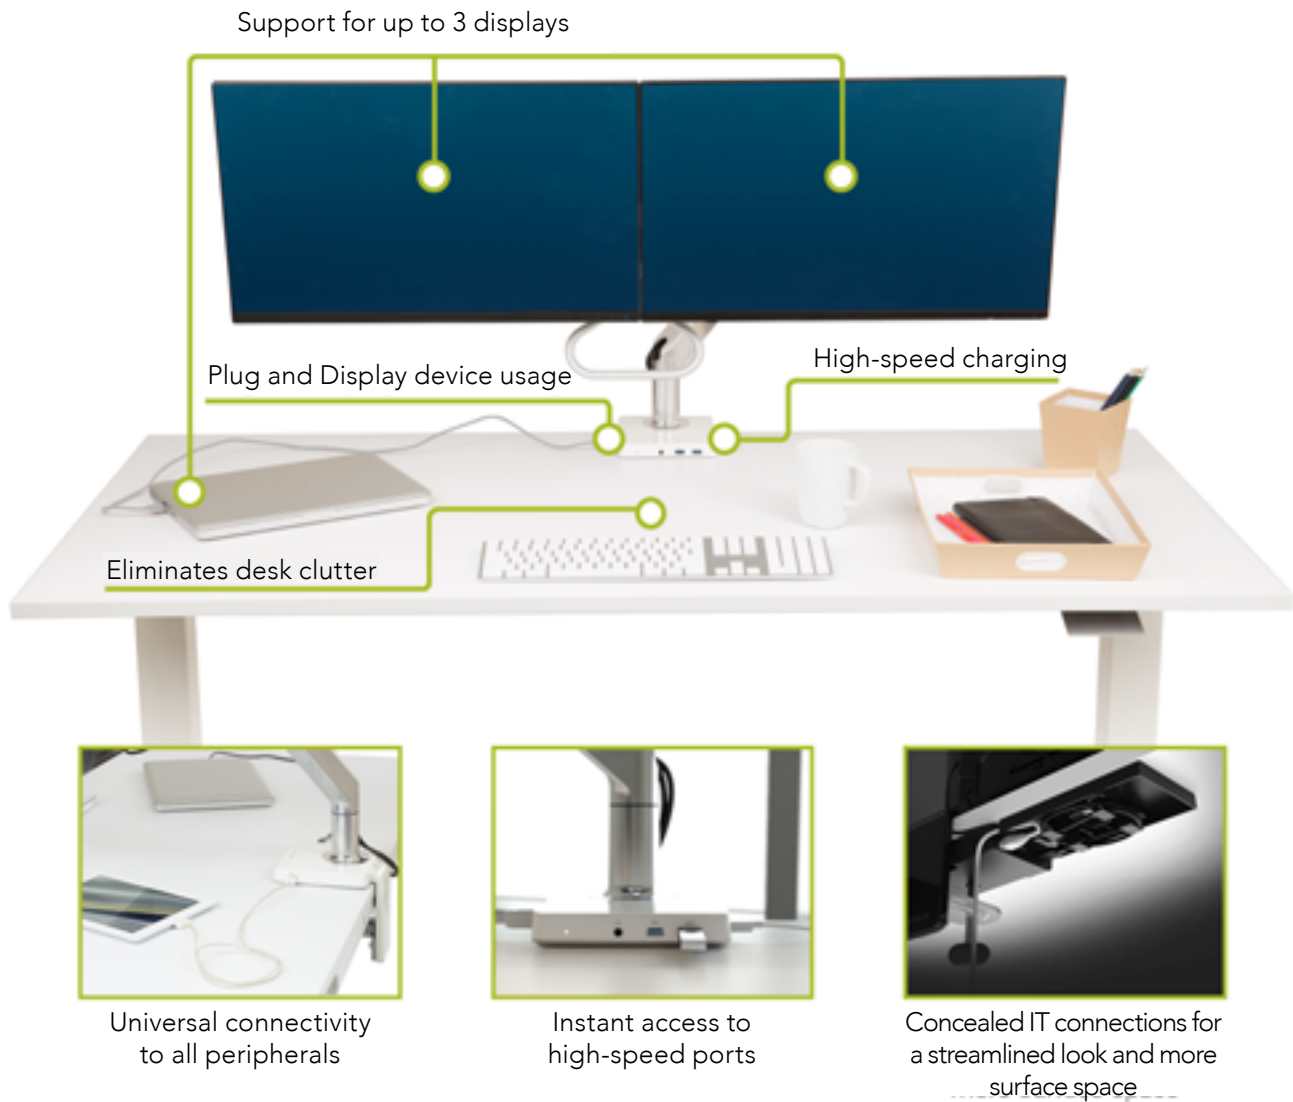 Support for up to 3 displays
High-speed charging
Plug and Display device usage
Eliminates desk clutter
Universal connectivity
to all peripherals
Instant access to
high-speed ports
Concealed IT connections for
a streamlined look and more
surface space